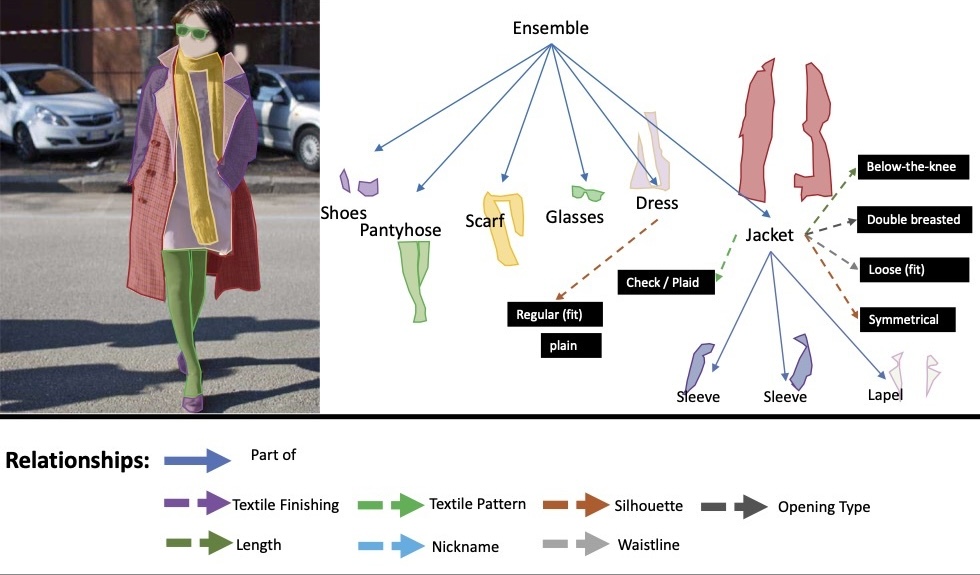 Ensemble
Shoes
Pantyhose
Scarf
Glasses
Dress
Jacket
Below-the-knee
Double breasted
Loose (fit)
Symmetrical
Check / Plaid
Regular (fit)
plain
Sleeve
Sleeve
Lapel
Relationships:
Part of
Textile Finishing
Textile Pattern
Silhouette
Opening Type
Length
Nickname
Waistline